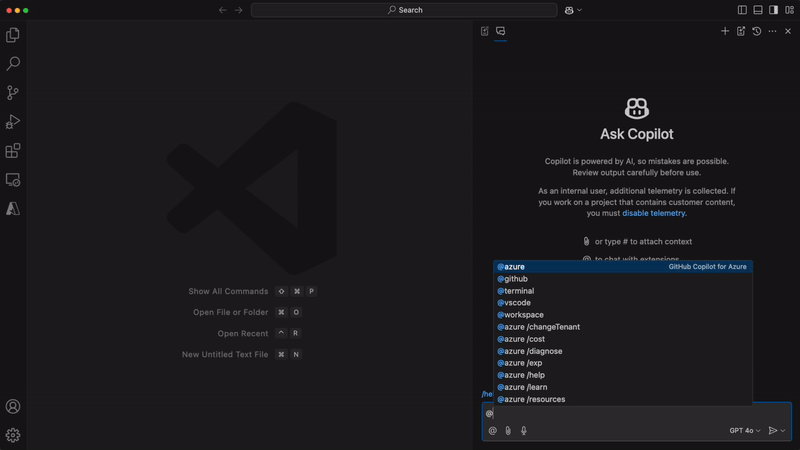 Search
Ask Copilot
Copilot is powered by AI, so mistakes are possible.
Review output carefully before use.
As an internal user, additional telemetry is collected. If
you work on a project that contains customer content,
you must disable telemetry.
or type # to attach context
@ to chat with extensions
Show All Commands ⇧ ⌘ P
Open File or Folder ⌘ O
Open Recent ⌃ R
New Untitled Text File ⌘ N
@azure GitHub Copilot for Azure
@github
@terminal
@vscode
@workspace
@azure /changeTenant
@azure /cost
@azure /diagnose
@azure /exp
@azure /help
@azure /learn
@azure /resources
/he
@
@ GPT 4o